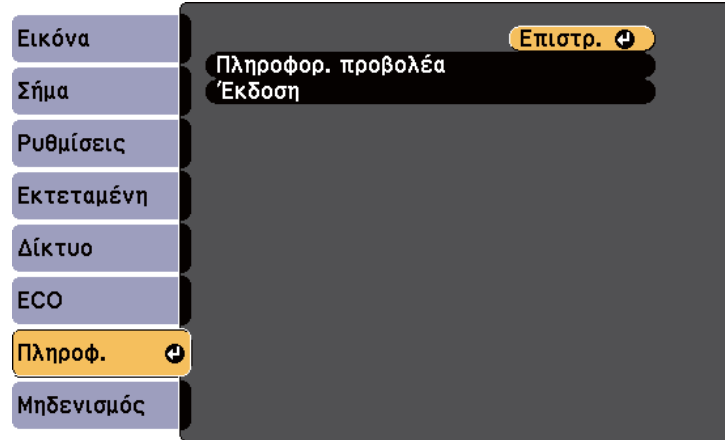 Εικόνα
Σήμα
Ρυθμίσεις
Εκτεταμένη
Δίκτυο
ECO
Πληροφ.
Μηδενισμός
Επιστρ.
Πληροφορ. προβολέα
Έκδοση